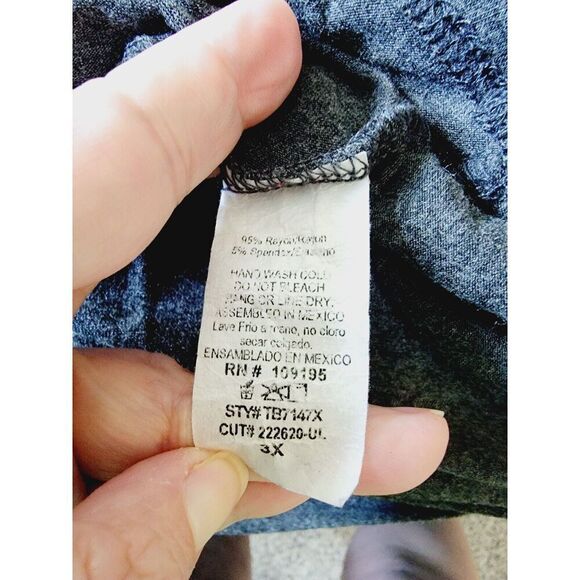 95% Rayon/Rayon
5% Spandex/Elastano
HAND WASH COLD
DO NOT BLEACH
HANG OR LINE DRY.
ASSEMBLED IN MEXICO
Lave Frio a mano, no cloro
secar colgado.
ENSAMBLADO EN MEXICO
RN # 109195
STY# TB7147X
CUT# 222620-UL
3X